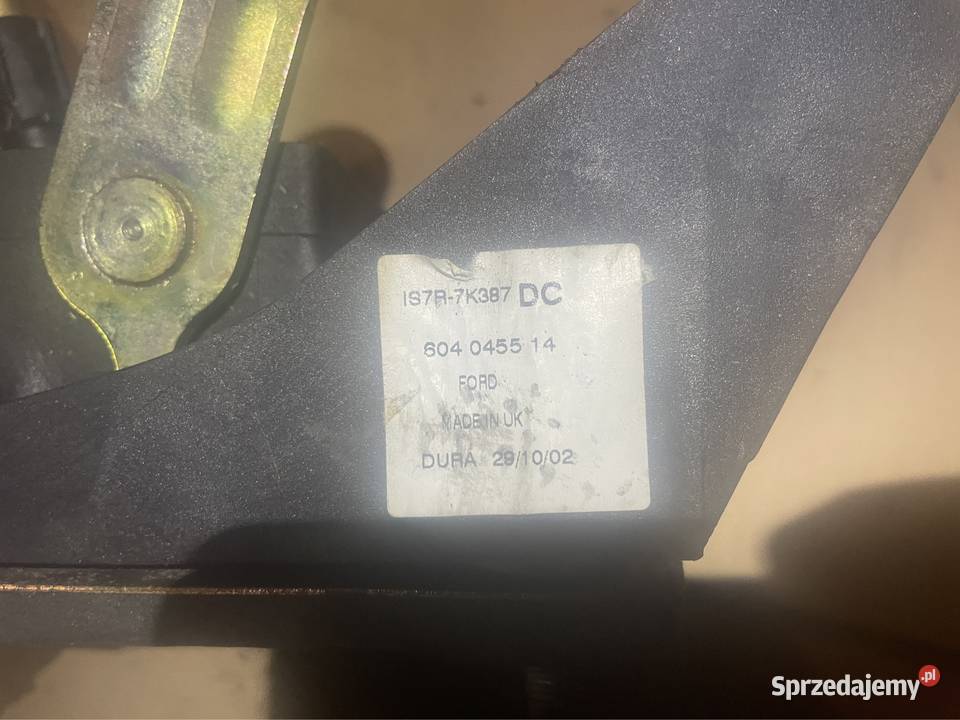 IS7R-7K387 DC
604 0455 14
FORD
MADE IN UK
DURA 29/10/02
Sprzedajemy.pl